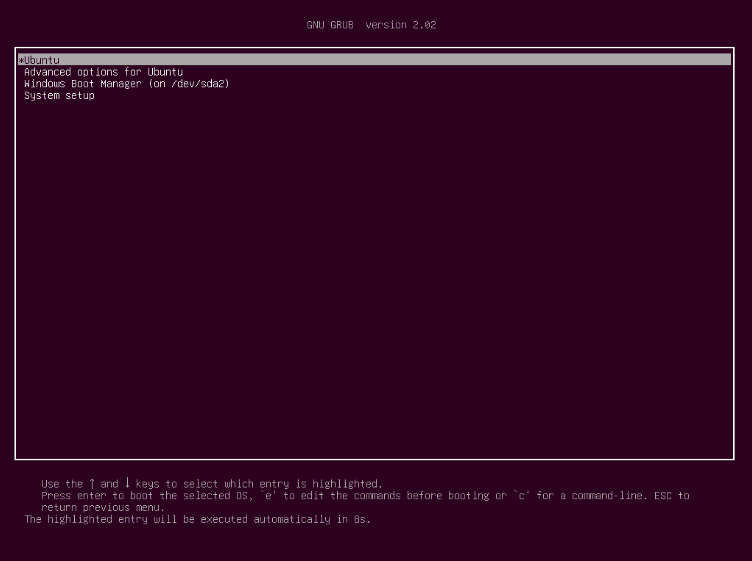 GNU GRUB  version 2.02
*Ubuntu
Advanced options for Ubuntu
Windows Boot Manager (on /dev/sda2)
System setup
Use the ↑ and ↓ keys to select which entry is highlighted.
Press enter to boot the selected OS, `e' to edit the commands before booting or `c' for a command-line. ESC to
return previous menu.
The highlighted entry will be executed automatically in 8s.